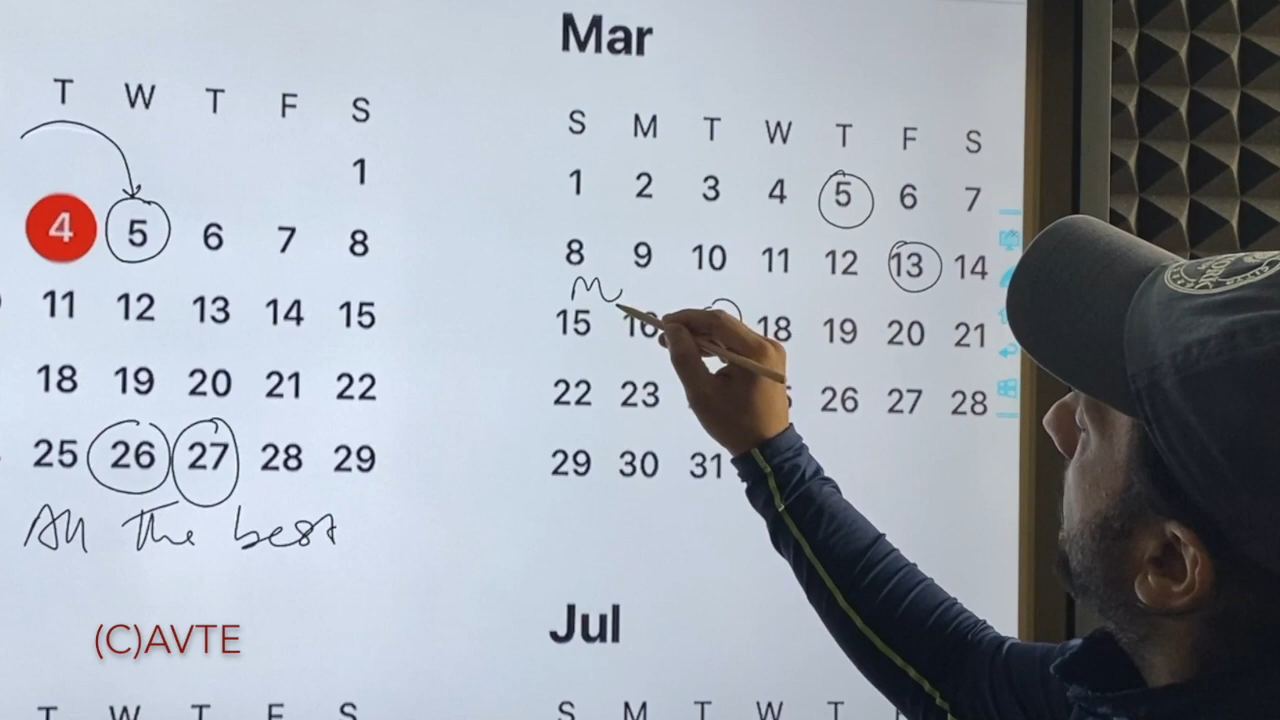 Mar
T W T F S
S M T W T F S
1
1 2 3 4 5 6 7
4 5 6 7 8
8 9 10 11 12 13 14
11 12 13 14 15
M
15 16 18 19 20 21
18 19 20 21 22
22 23 26 27 28
25 26 27 28 29
29 30 31
All The best
Jul
(C)AVTE
T W T F S
S M T W T